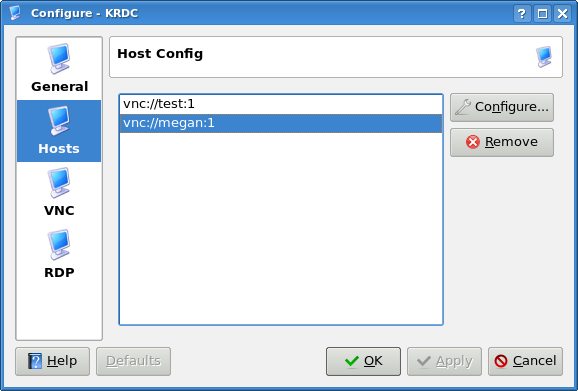 Configure - KRDC
General
Hosts
VNC
RDP
Host Config
vnc://test:1
vnc://megan:1
Configure...
Remove
Help
Defaults
OK
Apply
Cancel